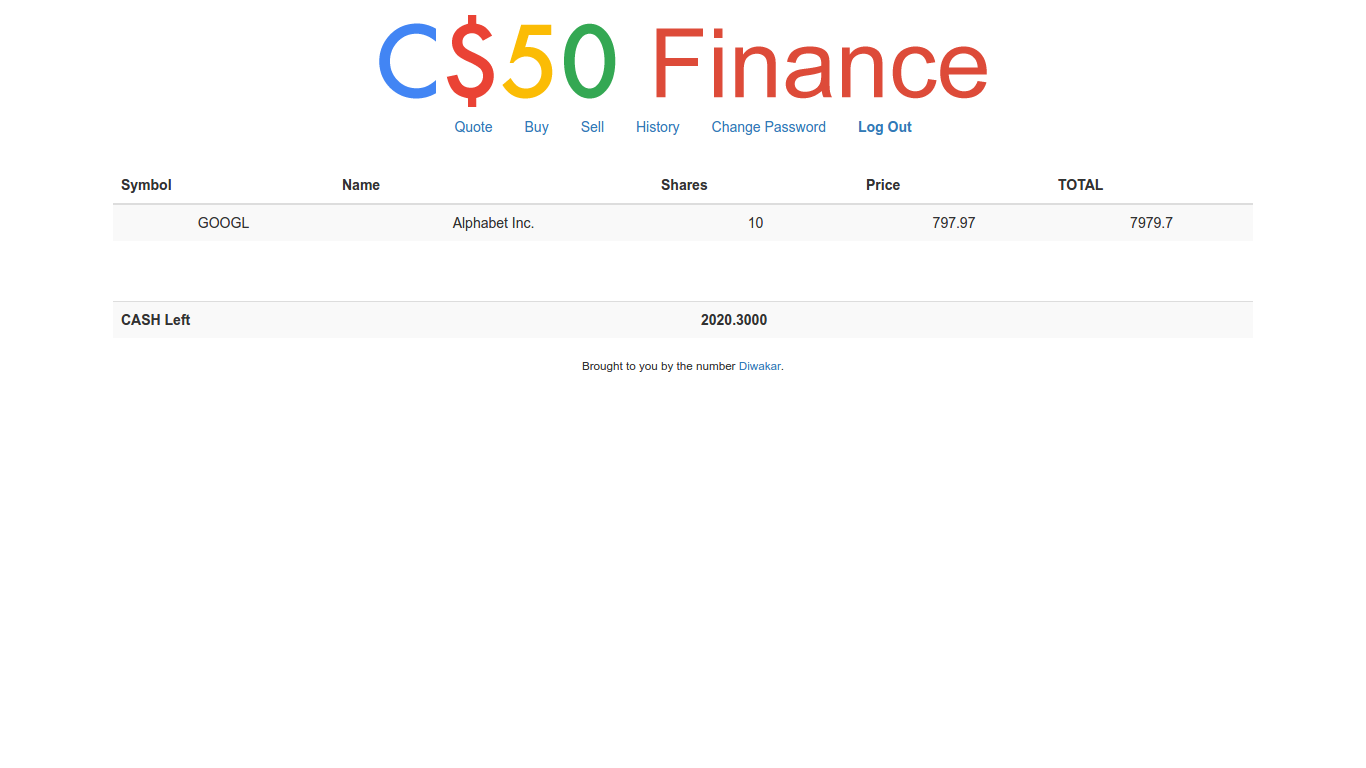 C$50 Finance
Quote Buy Sell History Change Password Log Out
Symbol Name Shares Price TOTAL
GOOGL Alphabet Inc. 10 797.97 7979.7
CASH Left 2020.3000
Brought to you by the number Diwakar.